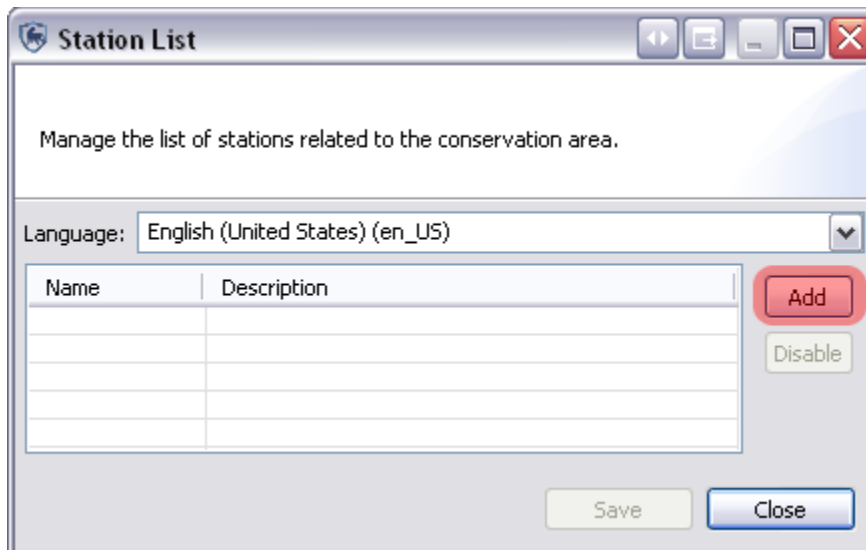 Station List
Manage the list of stations related to the conservation area.
Language: English (United States) (en_US)
Name Description
Add
Disable
Save Close